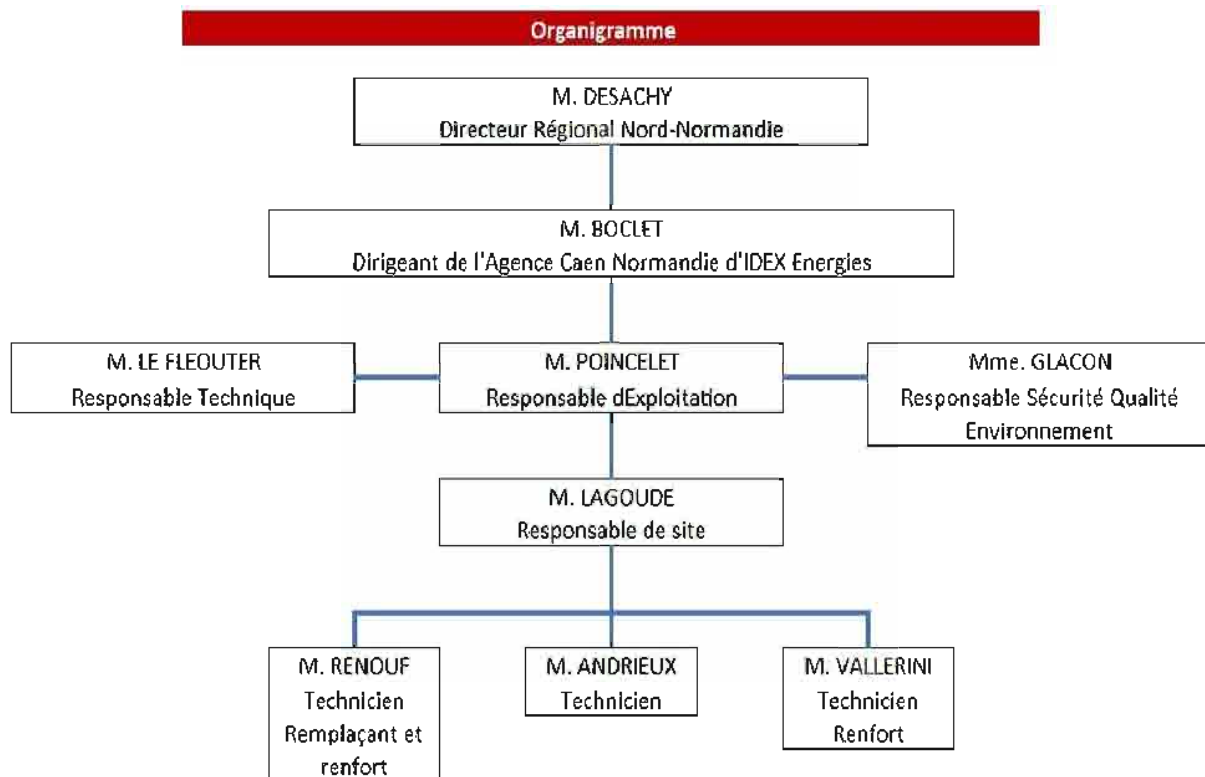 Organigramme
M. DESACHY
Directeur Régional Nord-Normandie
M. BOCLET
Dirigeant de l'Agence Caen Normandie d'IDEX Energies
M. LE FLEOUTER
Responsable Technique
M. POINCELET
Responsable dExploitation
Mme. GLACON
Responsable Sécurité Qualité
Environnement
M. LAGOUDE
Responsable de site
M. RENOUF
Technicien
Remplaçant et
renfort
M. ANDRIEUX
Technicien
M. VALLERINI
Technicien
Renfort